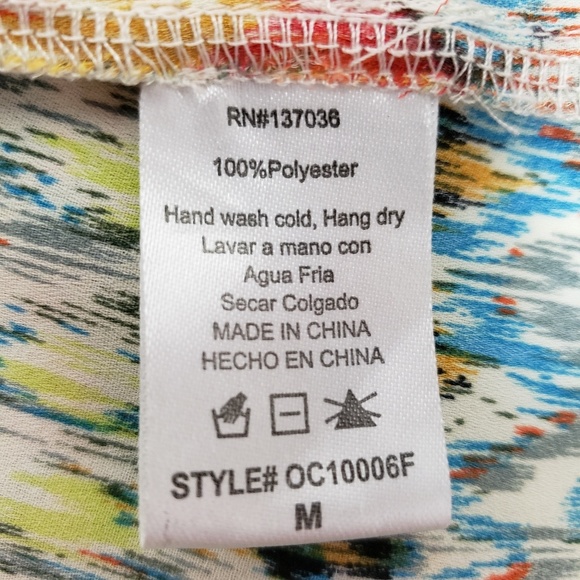 RN#137036
100%Polyester
Hand wash cold, Hang dry
Lavar a mano con
Agua Fria
Secar Colgado
MADE IN CHINA
HECHO EN CHINA
STYLE# OC10006F
M